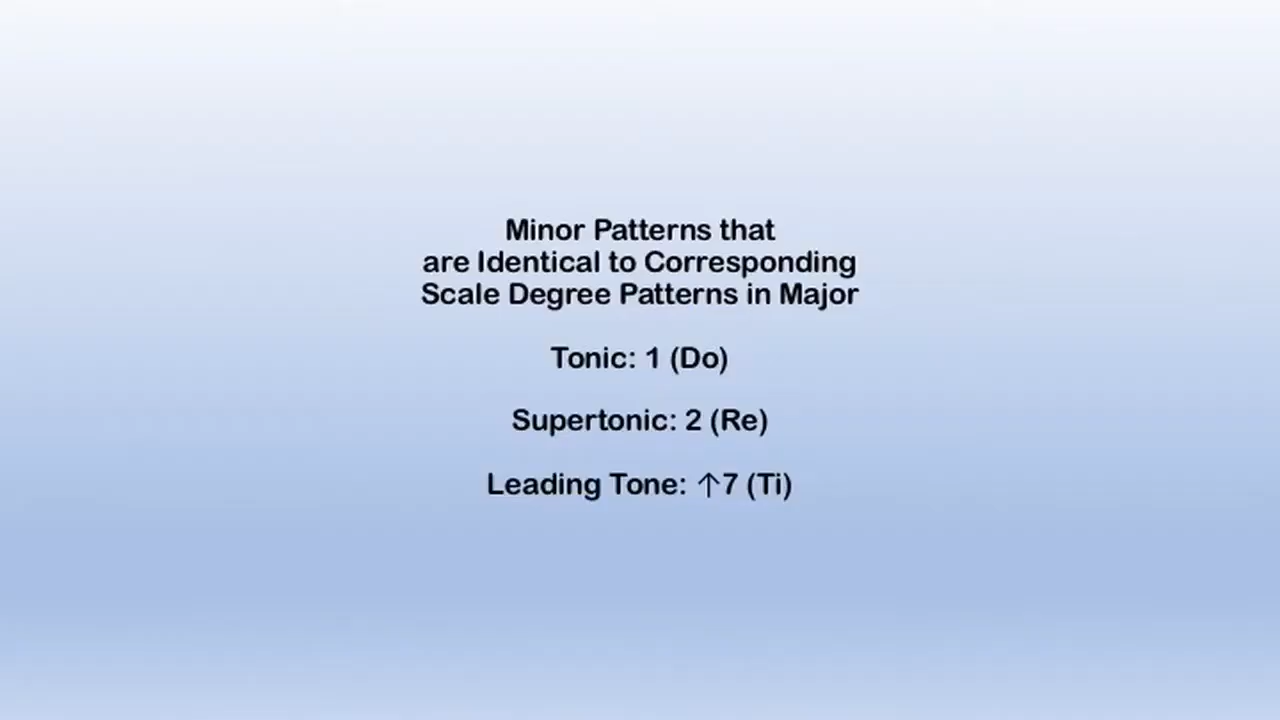 Minor Patterns that
are Identical to Corresponding
Scale Degree Patterns in Major
Tonic: 1 (Do)
Supertonic: 2 (Re)
Leading Tone: ↑7 (Ti)